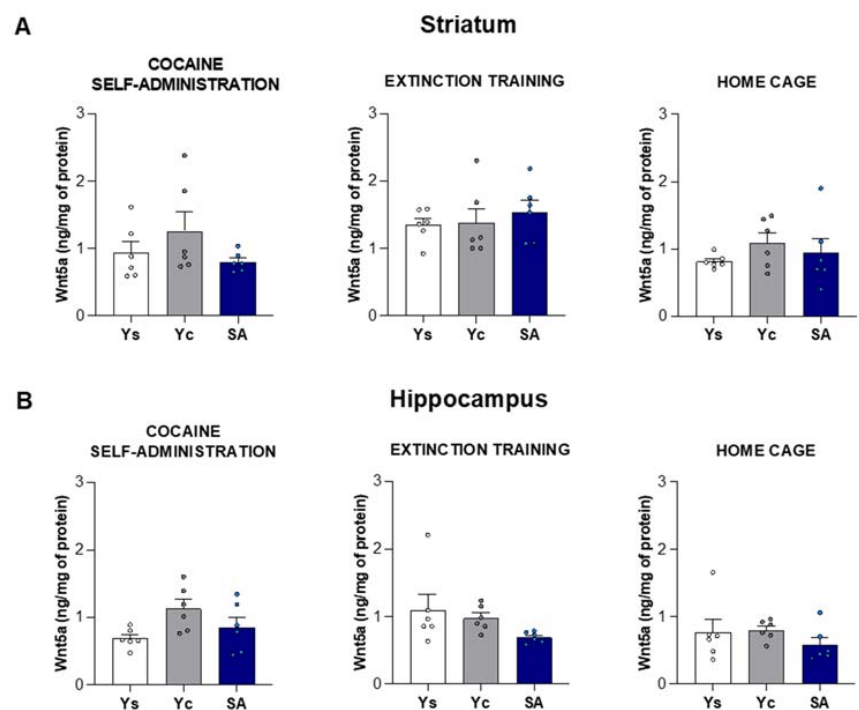 A
Striatum
COCAINE
SELF-ADMINISTRATION
EXTINCTION TRAINING
HOME CAGE
Wnt5a (ng/mg of protein)
3
2
1
0
Ys Yc SA
Wnt5a (ng/mg of protein)
3
2
1
0
Ys Yc SA
Wnt5a (ng/mg of protein)
3
2
1
0
Ys Yc SA
B
Hippocampus
COCAINE
SELF-ADMINISTRATION
EXTINCTION TRAINING
HOME CAGE
Wnt5a (ng/mg of protein)
3
2
1
0
Ys Yc SA
Wnt5a (ng/mg of protein)
3
2
1
0
Ys Yc SA
Wnt5a (ng/mg of protein)
3
2
1
0
Ys Yc SA